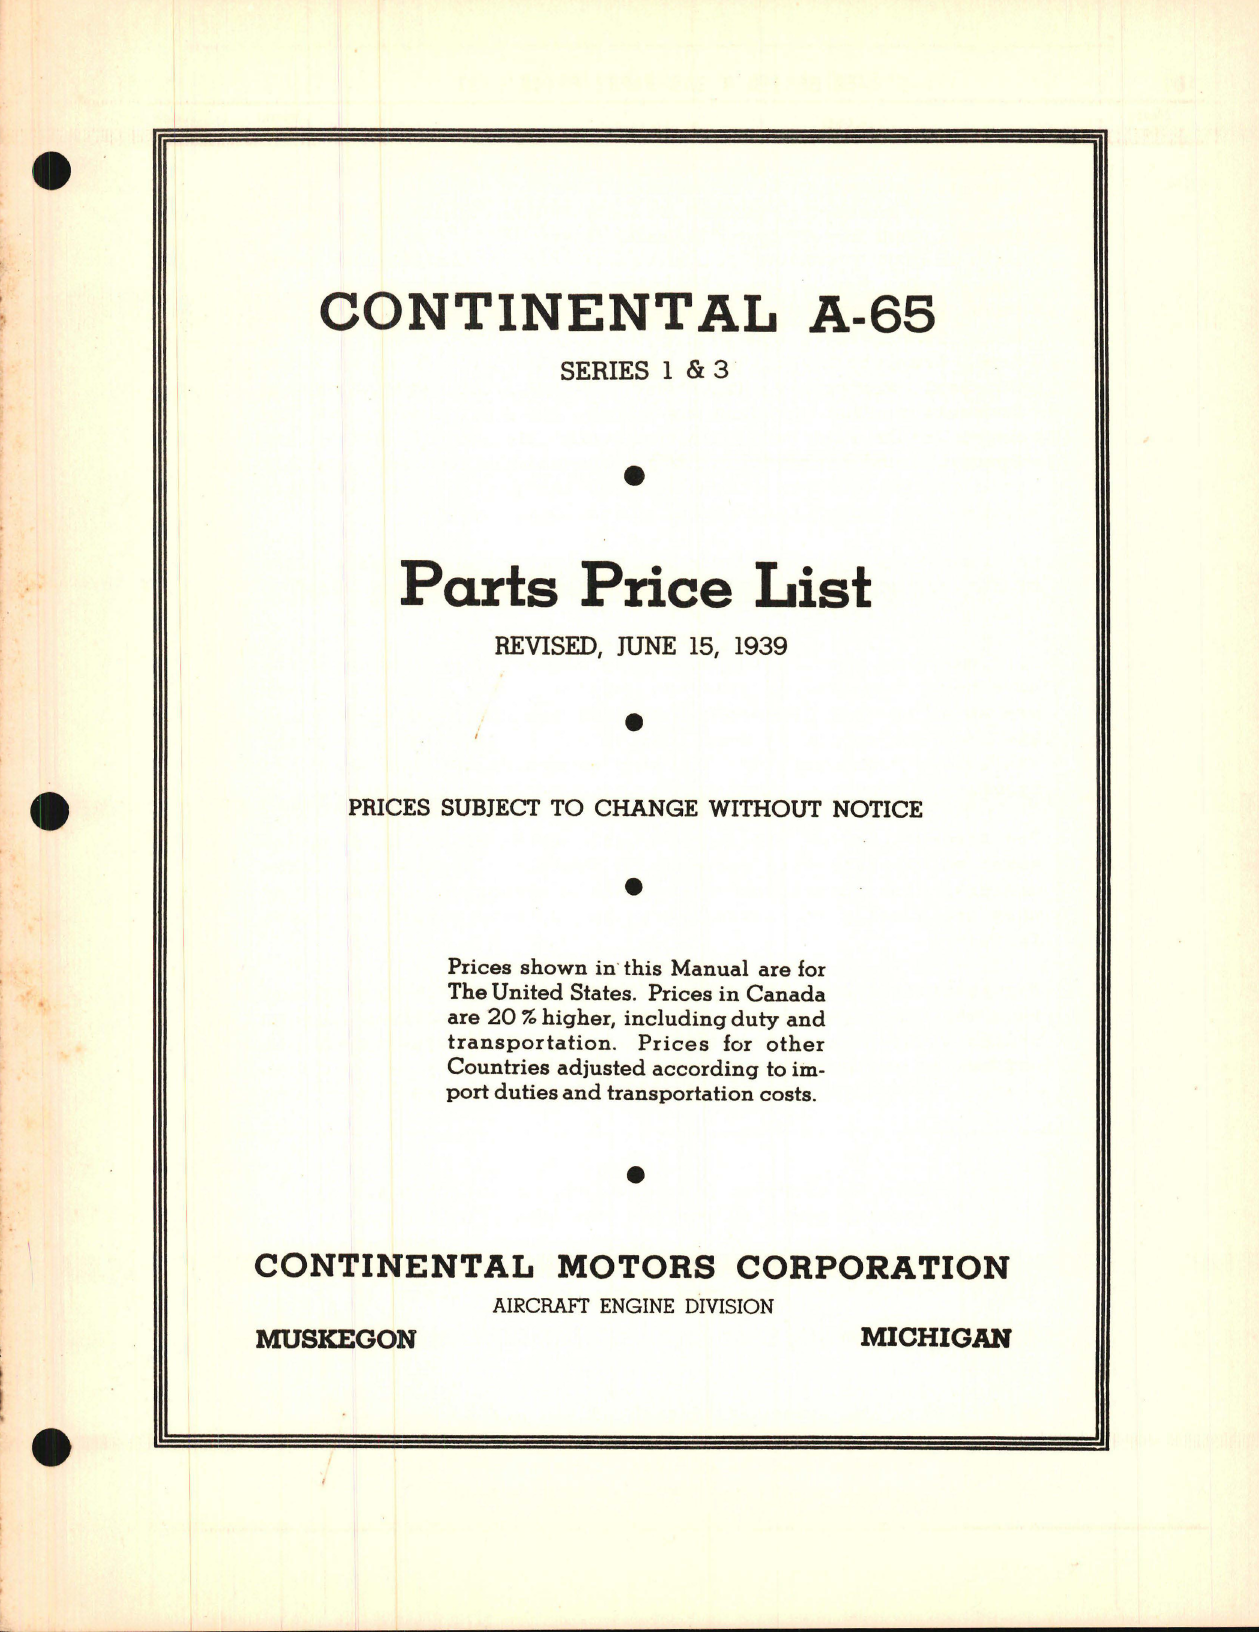 CONTINENTAL A-65
SERIES 1 & 3
Parts Price List
REVISED, JUNE 15, 1939
PRICES SUBJECT TO CHANGE WITHOUT NOTICE
Prices shown in this Manual are for
The United States. Prices in Canada
are 20 % higher, including duty and
transportation. Prices for other
Countries adjusted according to im-
port duties and transportation costs.
CONTINENTAL MOTORS CORPORATION
AIRCRAFT ENGINE DIVISION
MUSKEGON MICHIGAN